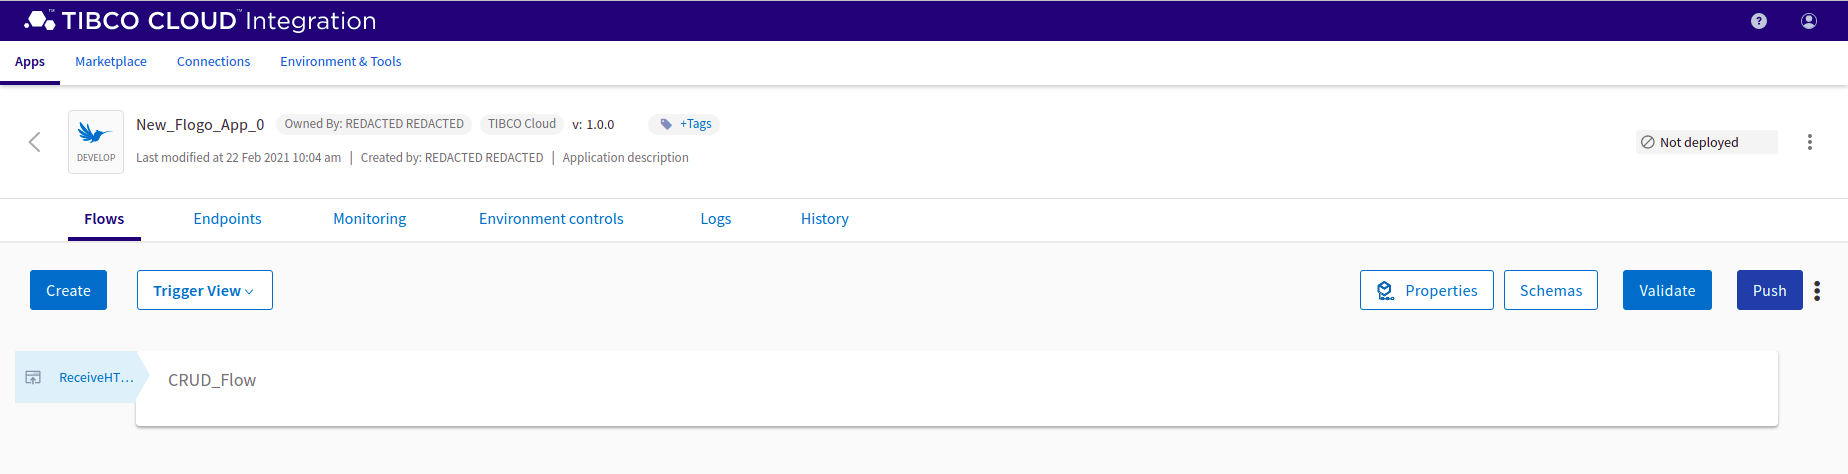 TIBCO CLOUD™ Integration
Apps Marketplace Connections Environment & Tools
DEVELOP
New_Flogo_App_0 Owned By: REDACTED REDACTED TIBCO Cloud v: 1.0.0 +Tags
Last modified at 22 Feb 2021 10:04 am | Created by: REDACTED REDACTED | Application description
Not deployed
Flows Endpoints Monitoring Environment controls Logs History
Create Trigger View Properties Schemas Validate Push
ReceiveHT... CRUD_Flow